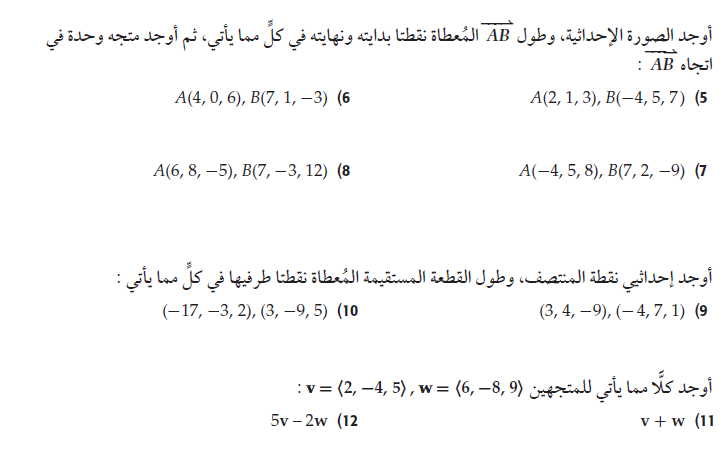 أوجد الصورة الإحداثية، وطول AB المُعطاة نقطتا بدايته ونهايته في كلٍّ مما يأتي، ثم أوجد متجه وحدة في
اتجاه AB :
5) A(2, 1, 3), B(−4, 5, 7)
6) A(4, 0, 6), B(7, 1, −3)
7) A(−4, 5, 8), B(7, 2, −9)
8) A(6, 8, −5), B(7, −3, 12)
أوجد إحداثيي نقطة المنتصف، وطول القطعة المستقيمة المُعطاة نقطتا طرفيها في كلٍّ مما يأتي :
9) (3, 4, −9), (−4, 7, 1)
10) (−17, −3, 2), (3, −9, 5)
أوجد كلًّا مما يأتي للمتجهين v = ⟨2, −4, 5⟩ , w = ⟨6, −8, 9⟩ :
11) v + w
12) 5v − 2w